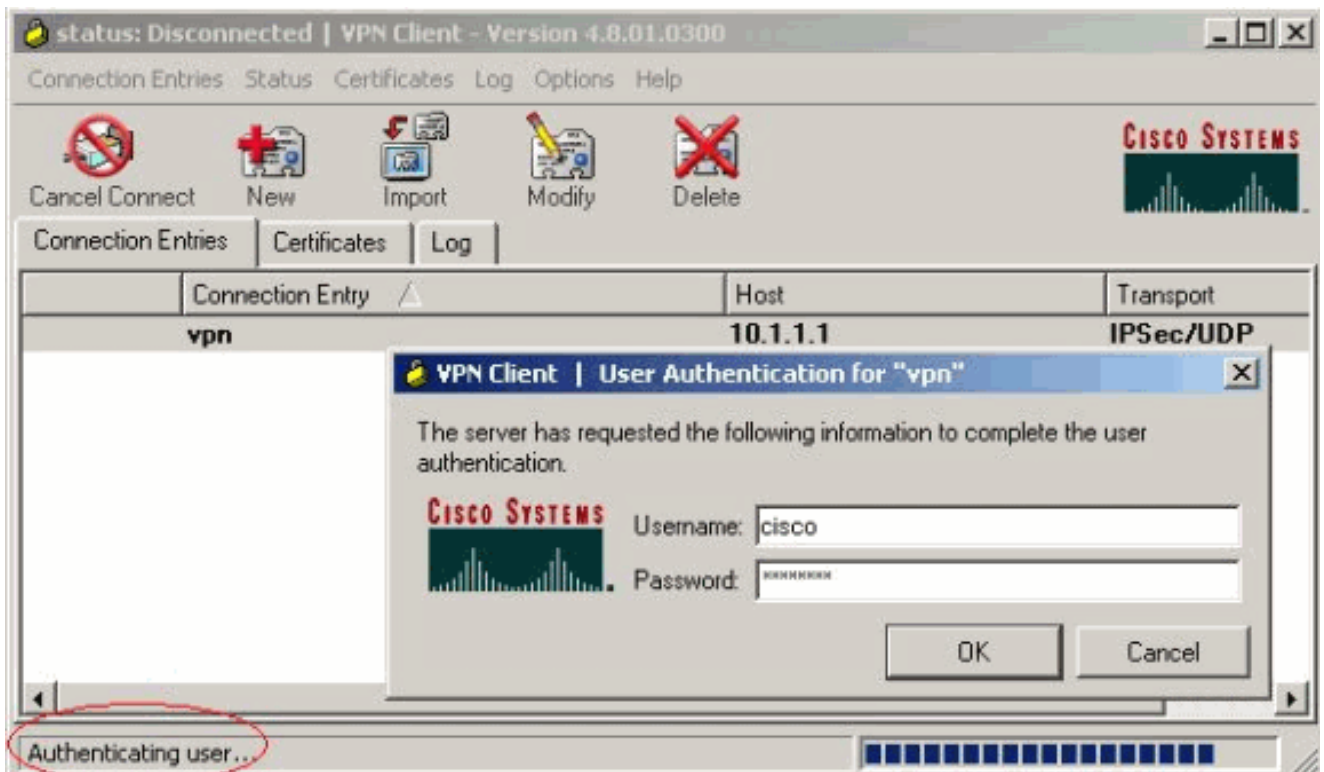 status: Disconnected | VPN Client - Version 4.8.01.0300
Connection Entries Status Certificates Log Options Help
Cancel Connect New Import Modify Delete
CISCO SYSTEMS
Connection Entries Certificates Log
Connection Entry Host Transport
vpn 10.1.1.1 IPSec/UDP
VPN Client | User Authentication for "vpn"
The server has requested the following information to complete the user
authentication.
CISCO SYSTEMS
Username: cisco
Password: ********
OK Cancel
Authenticating user...